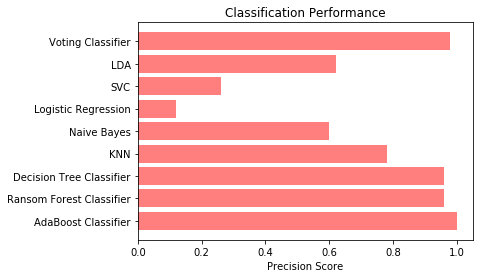 Classification Performance
Voting Classifier
LDA
SVC
Logistic Regression
Naive Bayes
KNN
Decision Tree Classifier
Ransom Forest Classifier
AdaBoost Classifier
0.0 0.2 0.4 0.6 0.8 1.0
Precision Score